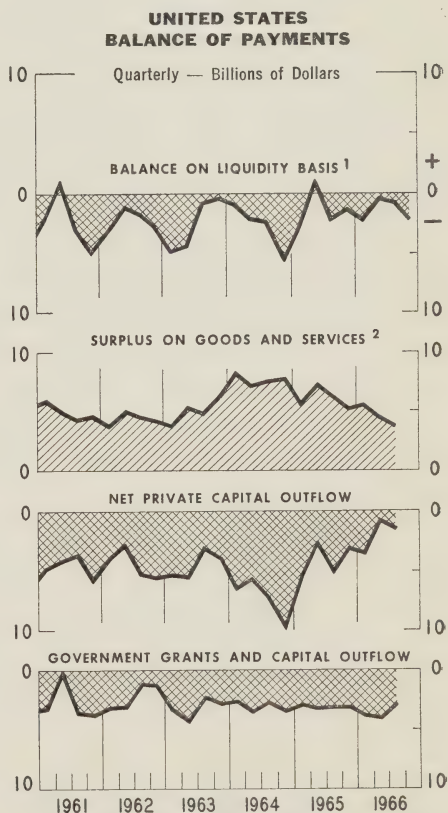 UNITED STATES
BALANCE OF PAYMENTS
10 Quarterly — Billions of Dollars 10
BALANCE ON LIQUIDITY BASIS 1 +
0 0
—
10 10
SURPLUS ON GOODS AND SERVICES 2
10 10
0 0
NET PRIVATE CAPITAL OUTFLOW
0 0
10 10
GOVERNMENT GRANTS AND CAPITAL OUTFLOW
0 0
10 10
1961 1962 1963 1964 1965 1966